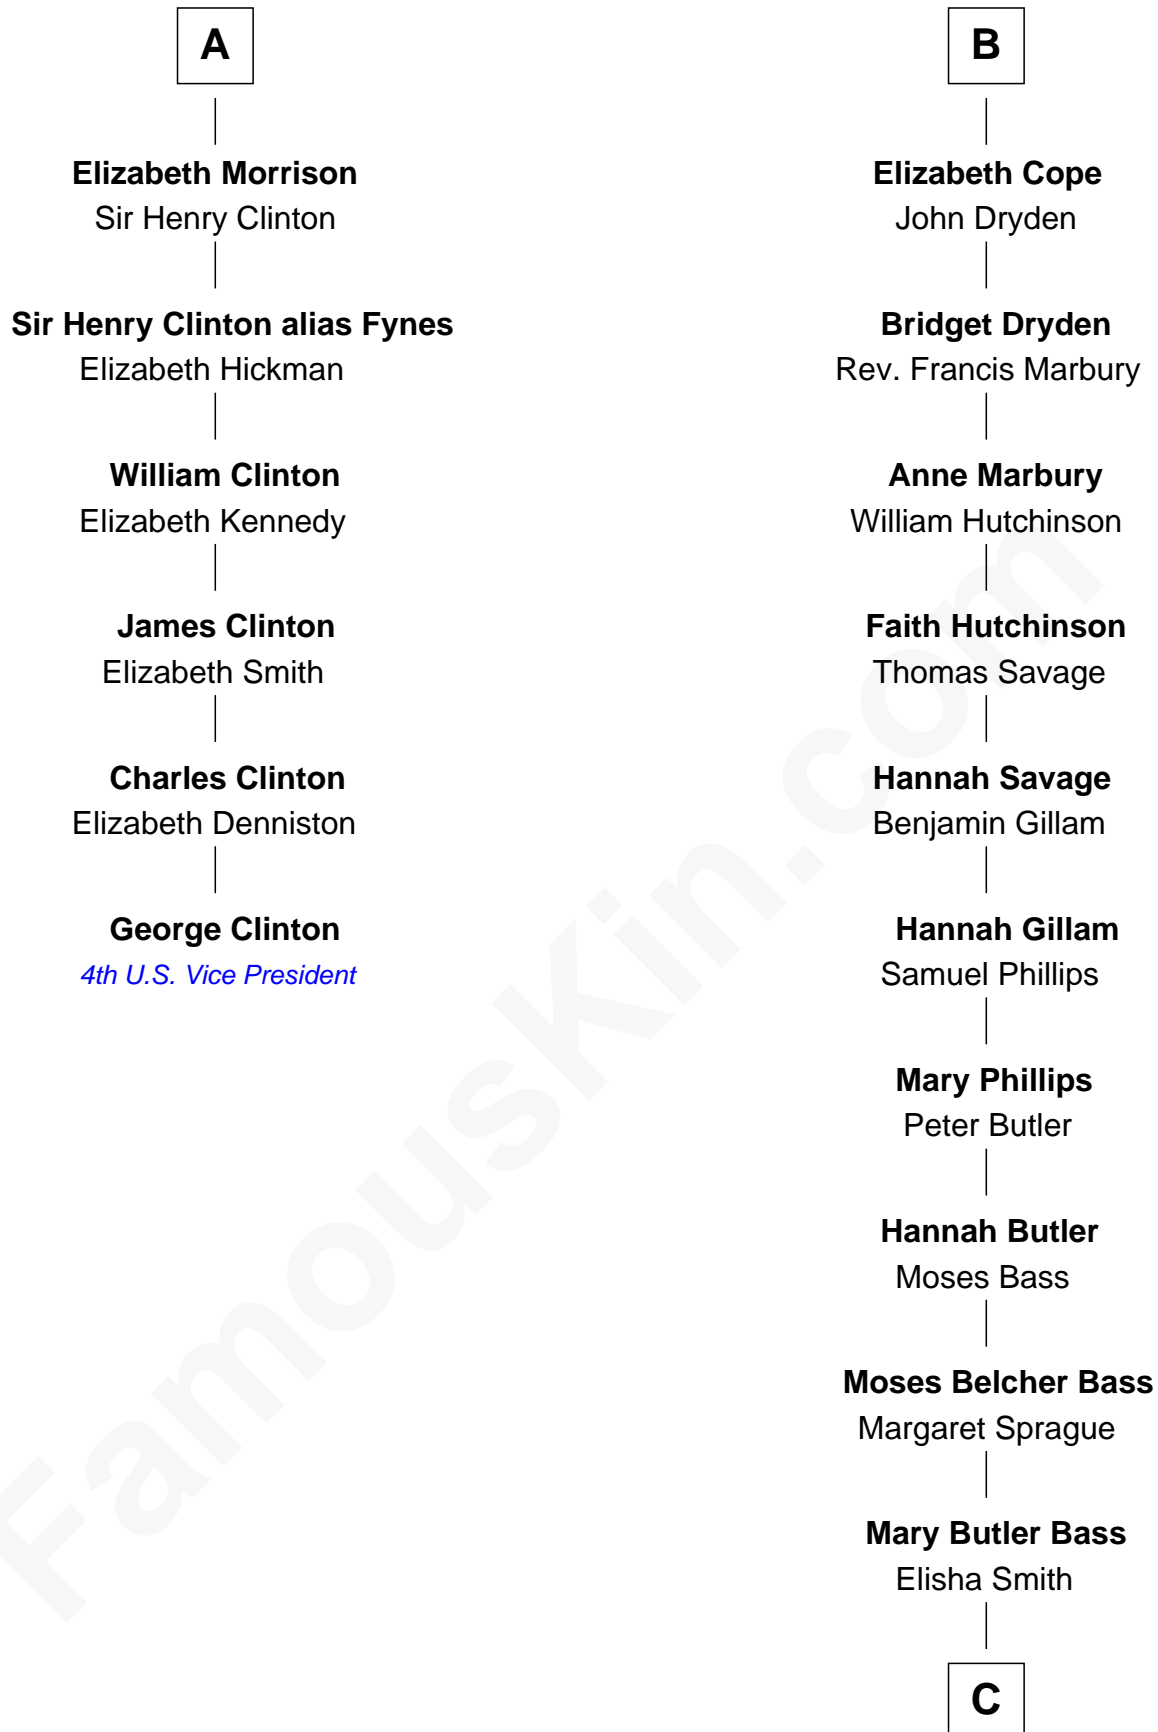 A
Elizabeth Morrison
Sir Henry Clinton
Sir Henry Clinton alias Fynes
Elizabeth Hickman
William Clinton
Elizabeth Kennedy
James Clinton
Elizabeth Smith
Charles Clinton
Elizabeth Denniston
George Clinton
4th U.S. Vice President
B
Elizabeth Cope
John Dryden
Bridget Dryden
Rev. Francis Marbury
Anne Marbury
William Hutchinson
Faith Hutchinson
Thomas Savage
Hannah Savage
Benjamin Gillam
Hannah Gillam
Samuel Phillips
Mary Phillips
Peter Butler
Hannah Butler
Moses Bass
Moses Belcher Bass
Margaret Sprague
Mary Butler Bass
Elisha Smith
C
FamousKin.com